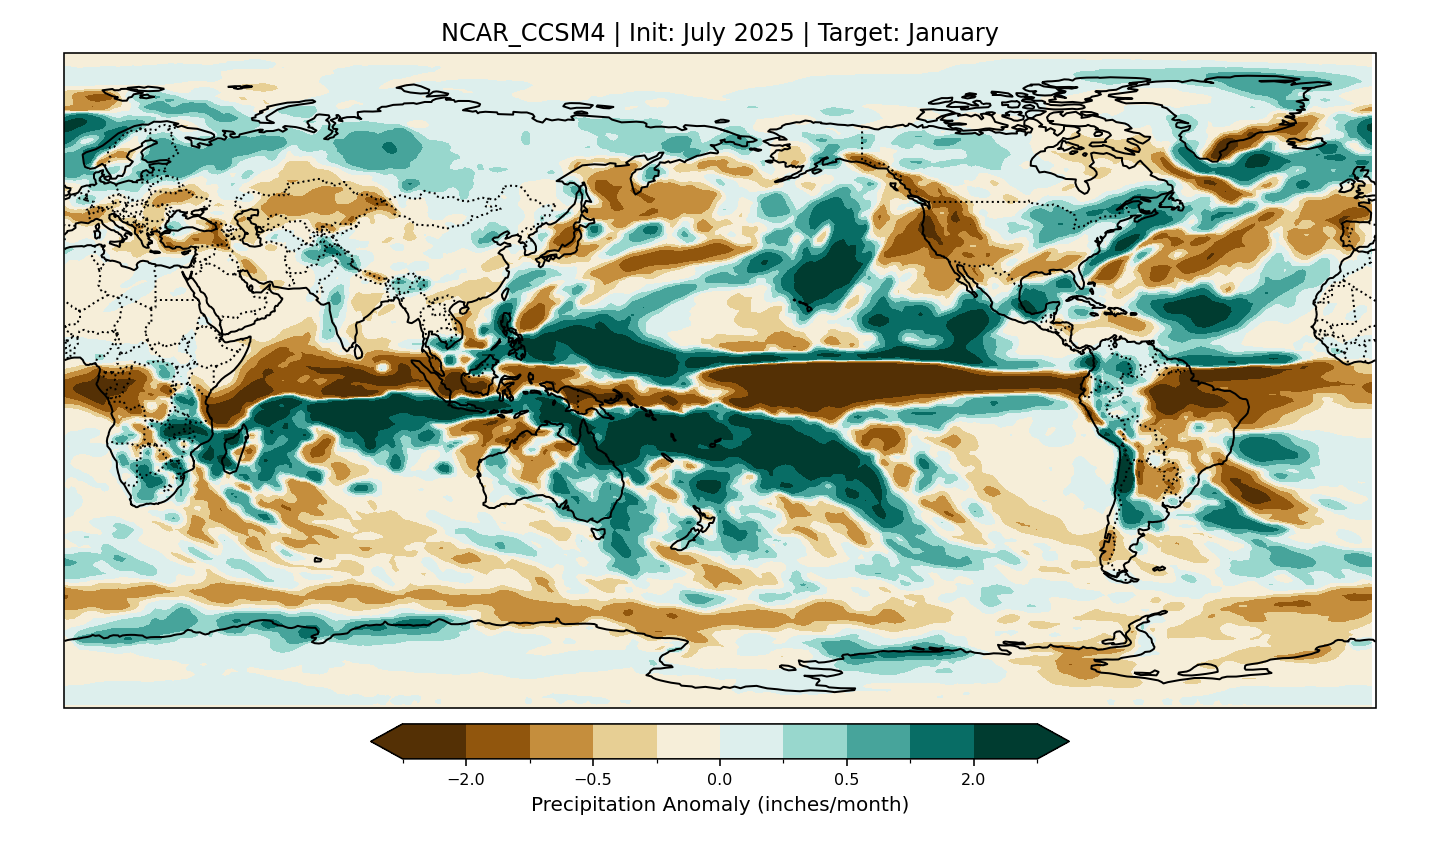 NCAR_CCSM4 | Init: July 2025 | Target: January
−2.0 −0.5 0.0 0.5 2.0
Precipitation Anomaly (inches/month)